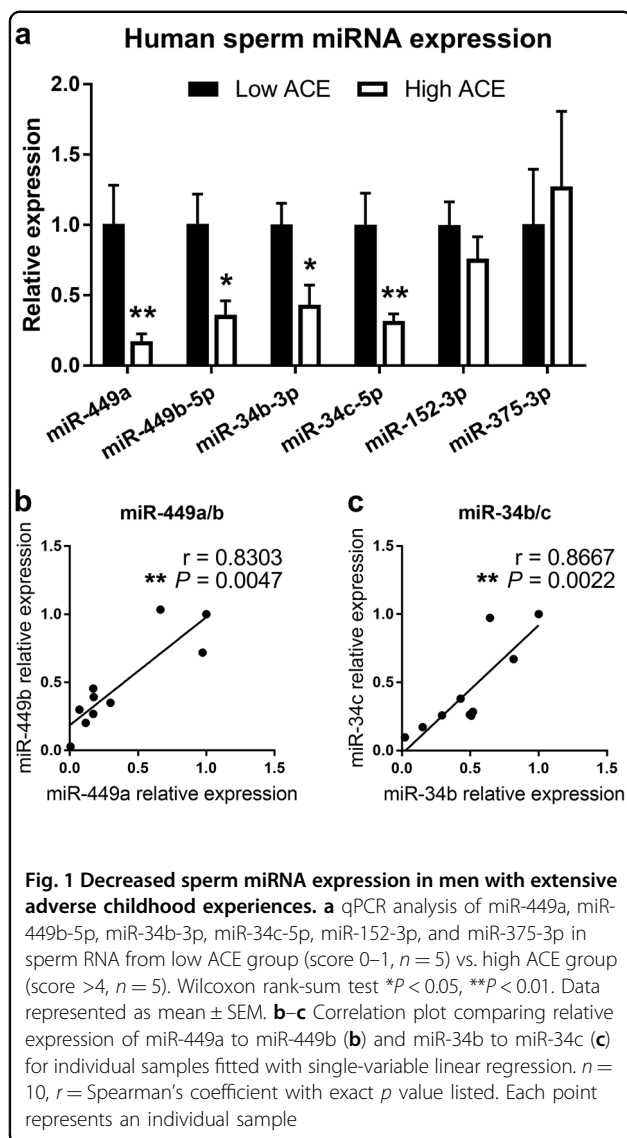 a
Human sperm miRNA expression
Low ACE
High ACE
Relative expression
2.0
1.5
1.0
0.5
0.0
**
*
*
**
miR-449a
miR-449b-5p
miR-34b-3p
miR-34c-5p
miR-152-3p
miR-375-3p
b
miR-449a/b
r = 0.8303
** P = 0.0047
miR-449b relative expression
1.5
1.0
0.5
0.0
0.0 0.5 1.0 1.5
miR-449a relative expression
c
miR-34b/c
r = 0.8667
** P = 0.0022
miR-34c relative expression
1.5
1.0
0.5
0.0
0.0 0.5 1.0 1.5
miR-34b relative expression
Fig. 1 Decreased sperm miRNA expression in men with extensive
adverse childhood experiences. a qPCR analysis of miR-449a, miR-
449b-5p, miR-34b-3p, miR-34c-5p, miR-152-3p, and miR-375-3p in
sperm RNA from low ACE group (score 0–1, n = 5) vs. high ACE group
(score >4, n = 5). Wilcoxon rank-sum test *P < 0.05, **P < 0.01. Data
represented as mean ± SEM. b–c Correlation plot comparing relative
expression of miR-449a to miR-449b (b) and miR-34b to miR-34c (c)
for individual samples fitted with single-variable linear regression. n =
10, r = Spearman's coefficient with exact p value listed. Each point
represents an individual sample